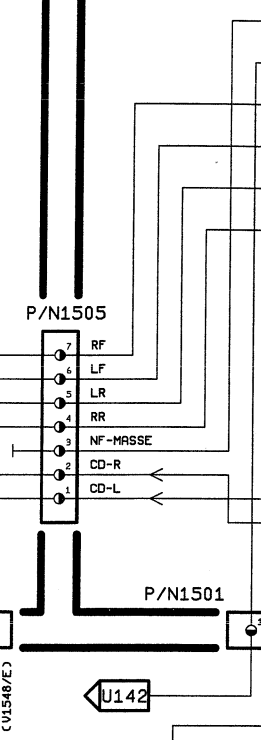 P/N1505
7 RF
6 LF
5 LR
4 RR
3 NF-MASSE
2 CD-R
1 CD-L
P/N1501
1
U142
(V1548/E)